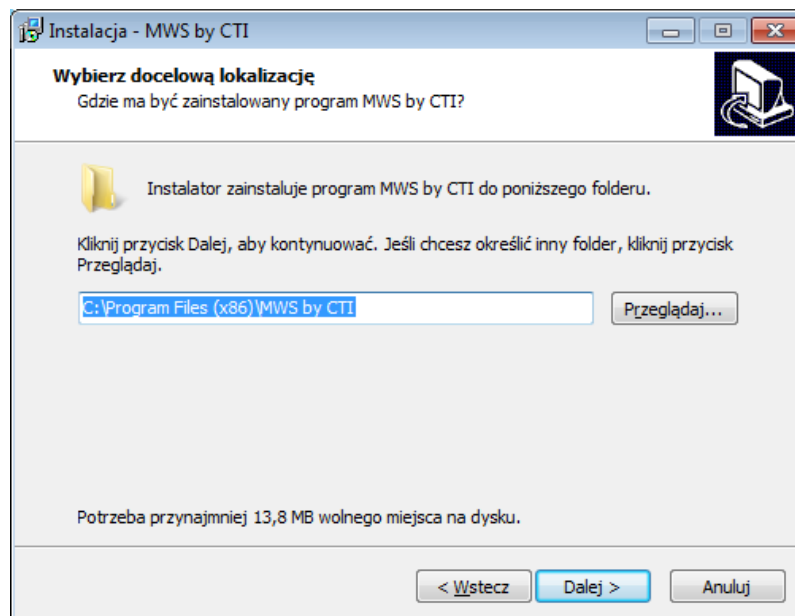 Instalacja - MWS by CTI
Wybierz docelową lokalizację
Gdzie ma być zainstalowany program MWS by CTI?
Instalator zainstaluje program MWS by CTI do poniższego folderu.
Kliknij przycisk Dalej, aby kontynuować. Jeśli chcesz określić inny folder, kliknij przycisk
Przeglądaj.
C:\Program Files (x86)\MWS by CTI
Przeglądaj...
Potrzeba przynajmniej 13,8 MB wolnego miejsca na dysku.
< Wstecz
Dalej >
Anuluj